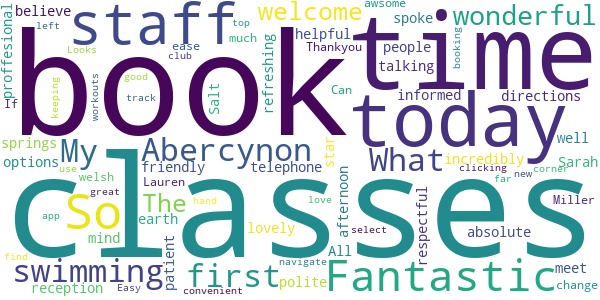 proffesional
believe
left
Looks
club
staff
ease
top
much
spoke
welcome
helpful
Thankyou
people
talking
awsome
wonderful
booking
book
time
workouts
good
track
keeping
If
Salt
refreshing
Can
informed
directions
today
springs
options
My
Abercynon
What
incredibly
well
Sarah
use
welsh
great
friendly
Lauren
telephone
star
clicking
far
new
corner
classes
So
The
earth
hand
love
lovely
mind
app
afternoon
All
select
respectful
absolute
Miller
find
swimming
reception
Easy
patient
first
convenient
navigate
polite
Fantastic
meet
change